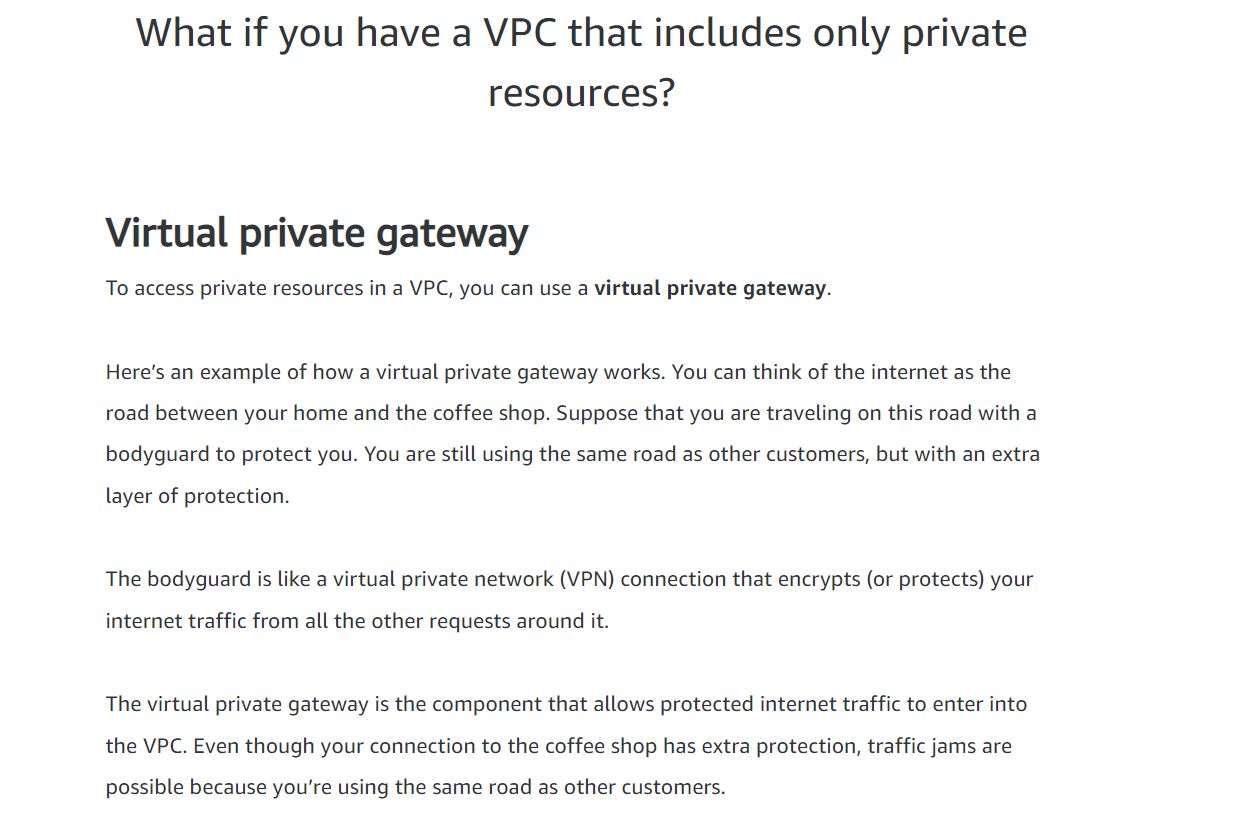 What if you have a VPC that includes only private
resources?
Virtual private gateway
To access private resources in a VPC, you can use a virtual private gateway.
Here’s an example of how a virtual private gateway works. You can think of the internet as the
road between your home and the coffee shop. Suppose that you are traveling on this road with a
bodyguard to protect you. You are still using the same road as other customers, but with an extra
layer of protection.
The bodyguard is like a virtual private network (VPN) connection that encrypts (or protects) your
internet traffic from all the other requests around it.
The virtual private gateway is the component that allows protected internet traffic to enter into
the VPC. Even though your connection to the coffee shop has extra protection, traffic jams are
possible because you’re using the same road as other customers.